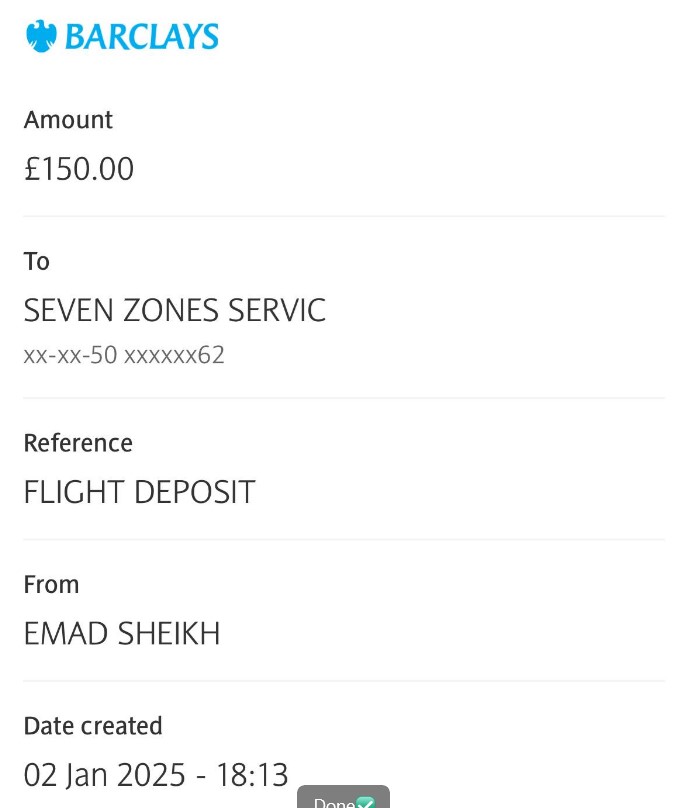 BARCLAYS
Amount
£150.00
To
SEVEN ZONES SERVIC
xx-xx-50 xxxxxx62
Reference
FLIGHT DEPOSIT
From
EMAD SHEIKH
Date created
02 Jan 2025 - 18:13
Done✅